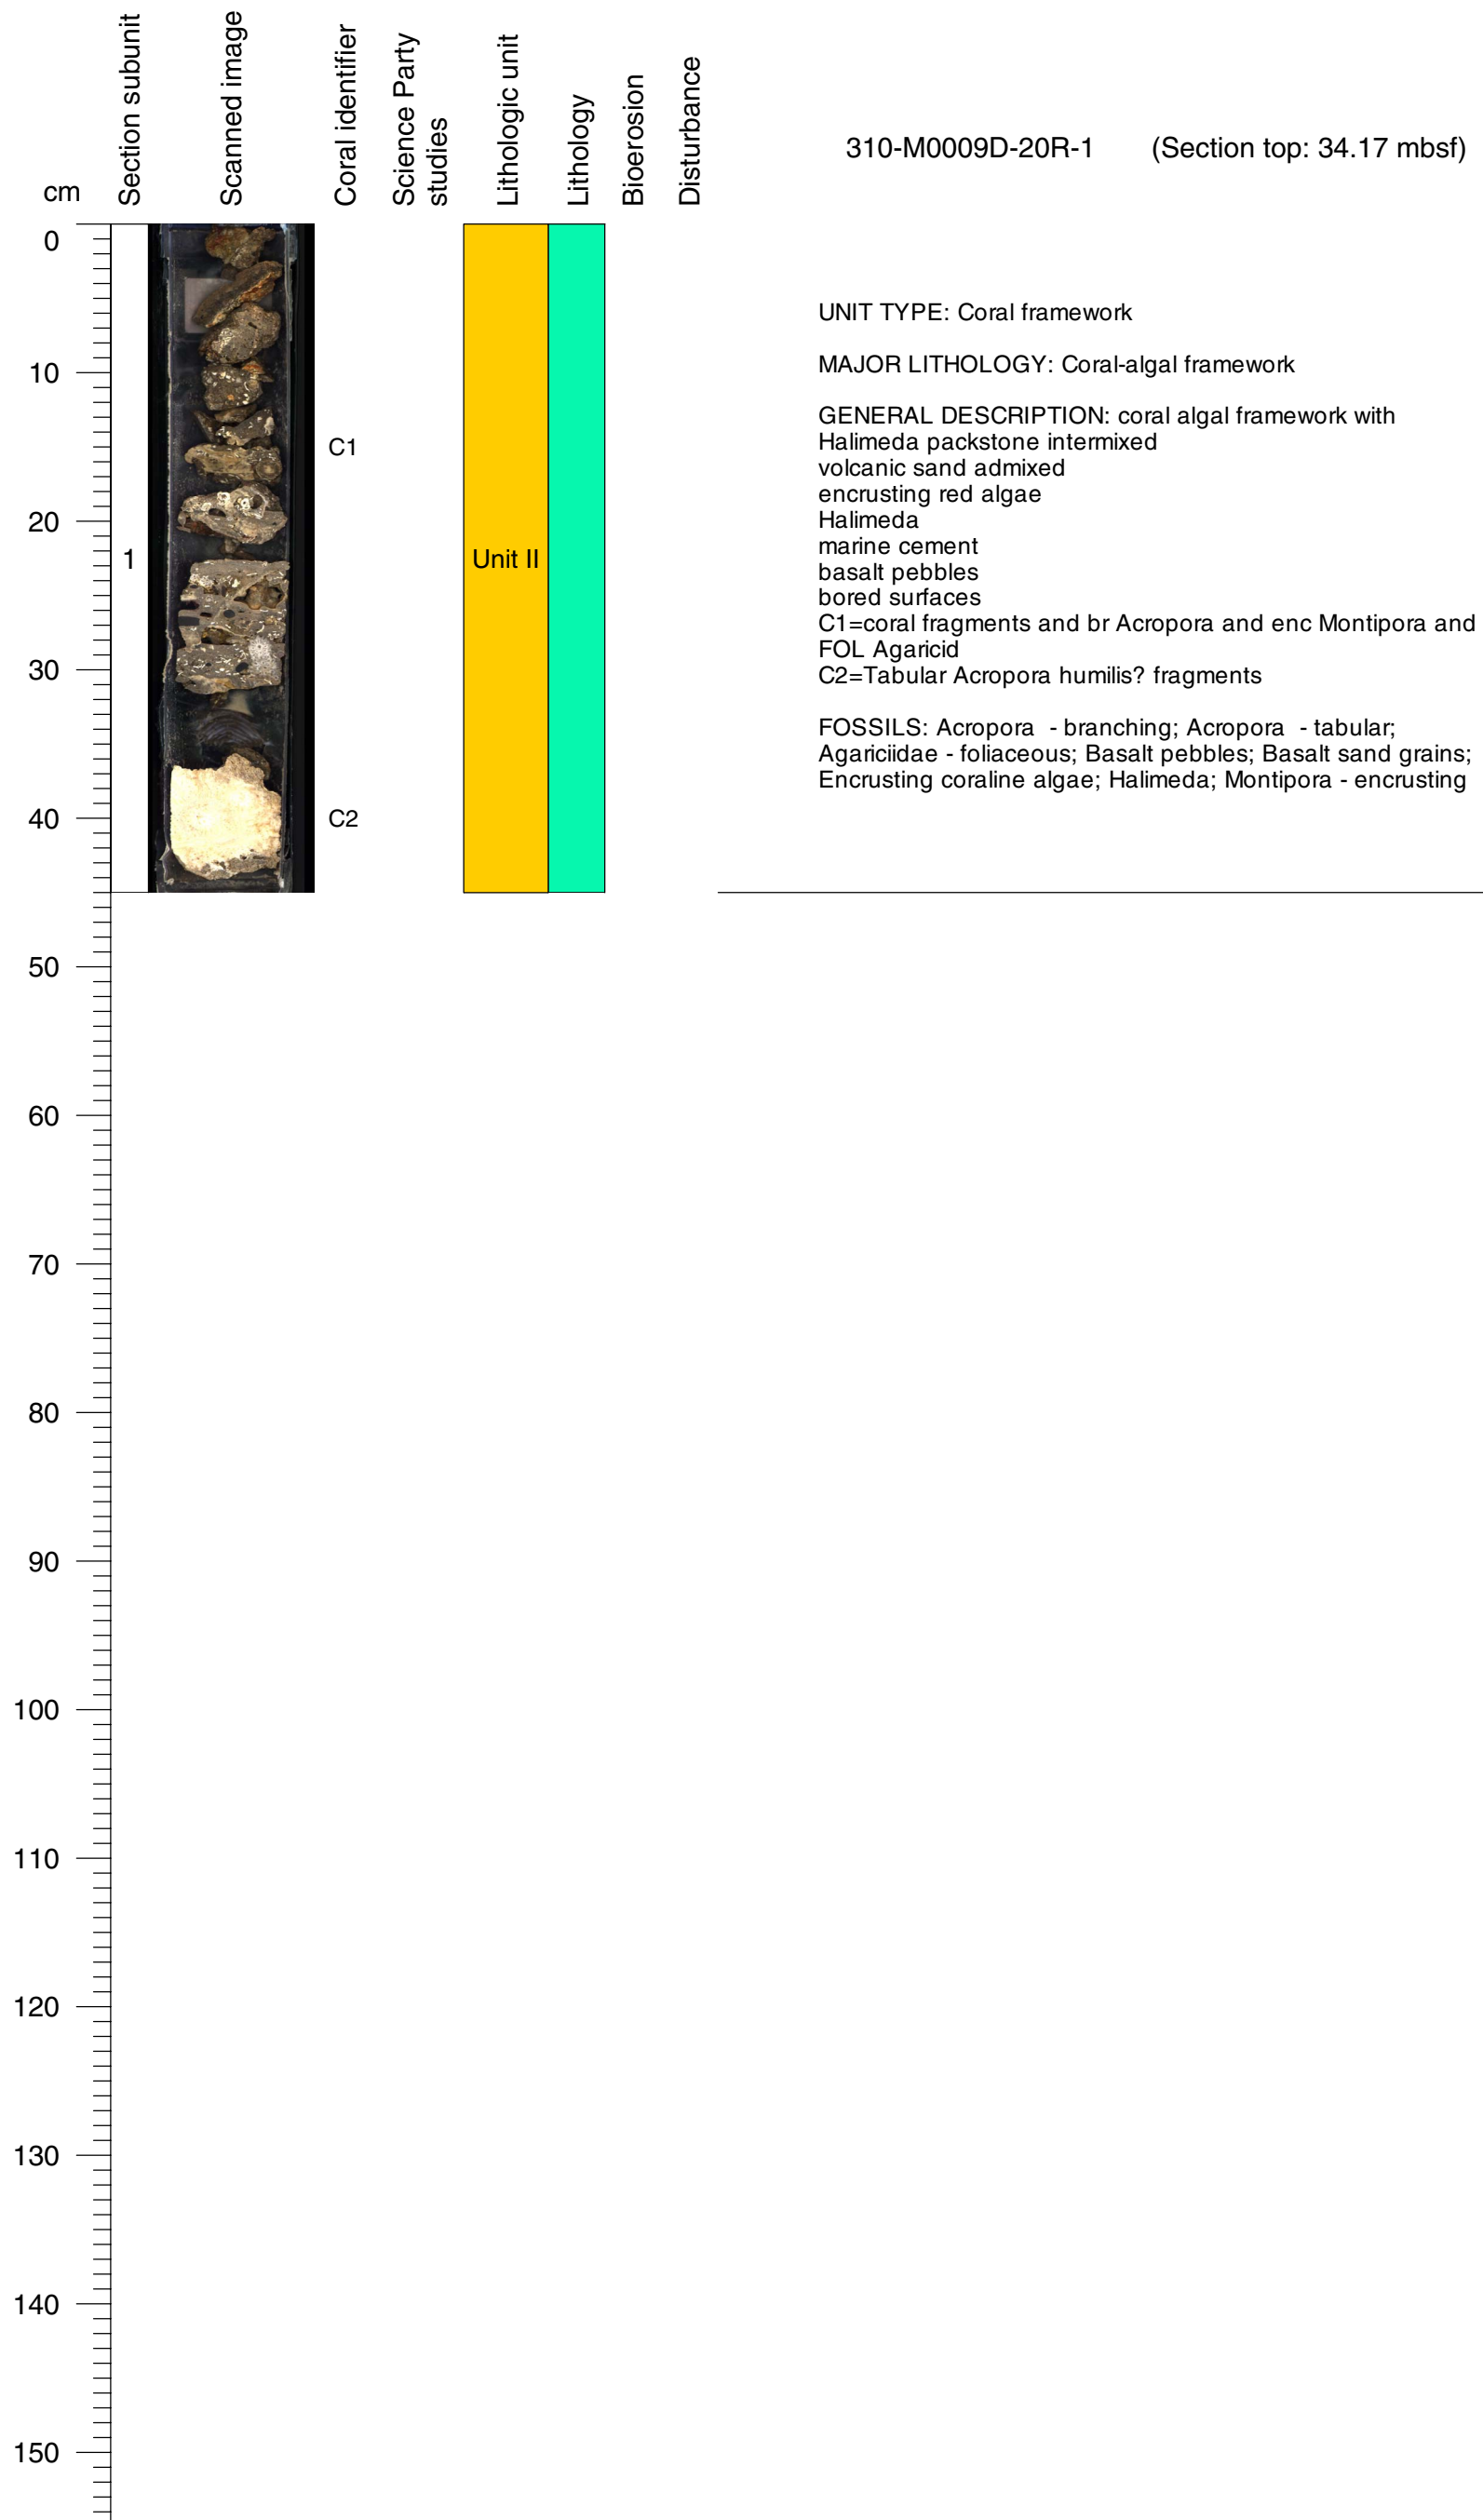 cm
Section subunit
Scanned image
Coral identifier
Science Party
studies
Lithologic unit
Lithology
Bioerosion
Disturbance
310-M0009D-20R-1 (Section top: 34.17 mbsf)
0
10
20
30
40
50
60
70
80
90
100
110
120
130
140
150
1
C1
C2
Unit II
UNIT TYPE: Coral framework
MAJOR LITHOLOGY: Coral-algal framework
GENERAL DESCRIPTION: coral algal framework with
Halimeda packstone intermixed
volcanic sand admixed
encrusting red algae
Halimeda
marine cement
basalt pebbles
bored surfaces
C1=coral fragments and br Acropora and enc Montipora and
FOL Agaricid
C2=Tabular Acropora humilis? fragments
FOSSILS: Acropora - branching; Acropora - tabular;
Agariciidae - foliaceous; Basalt pebbles; Basalt sand grains;
Encrusting coraline algae; Halimeda; Montipora - encrusting